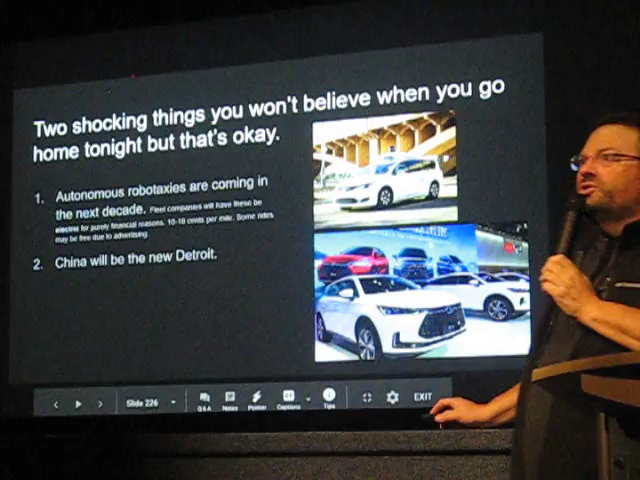 Two shocking things you won't believe when you go
home tonight but that's okay.
1. Autonomous robotaxies are coming in
the next decade. Fleet companies will have these be
electric for purely financial reasons. 10-18 cents per mile. Some rides
may be free due to advertising.
2. China will be the new Detroit.
Slide 226
Q&A Notes Pointer Captions Tips EXIT